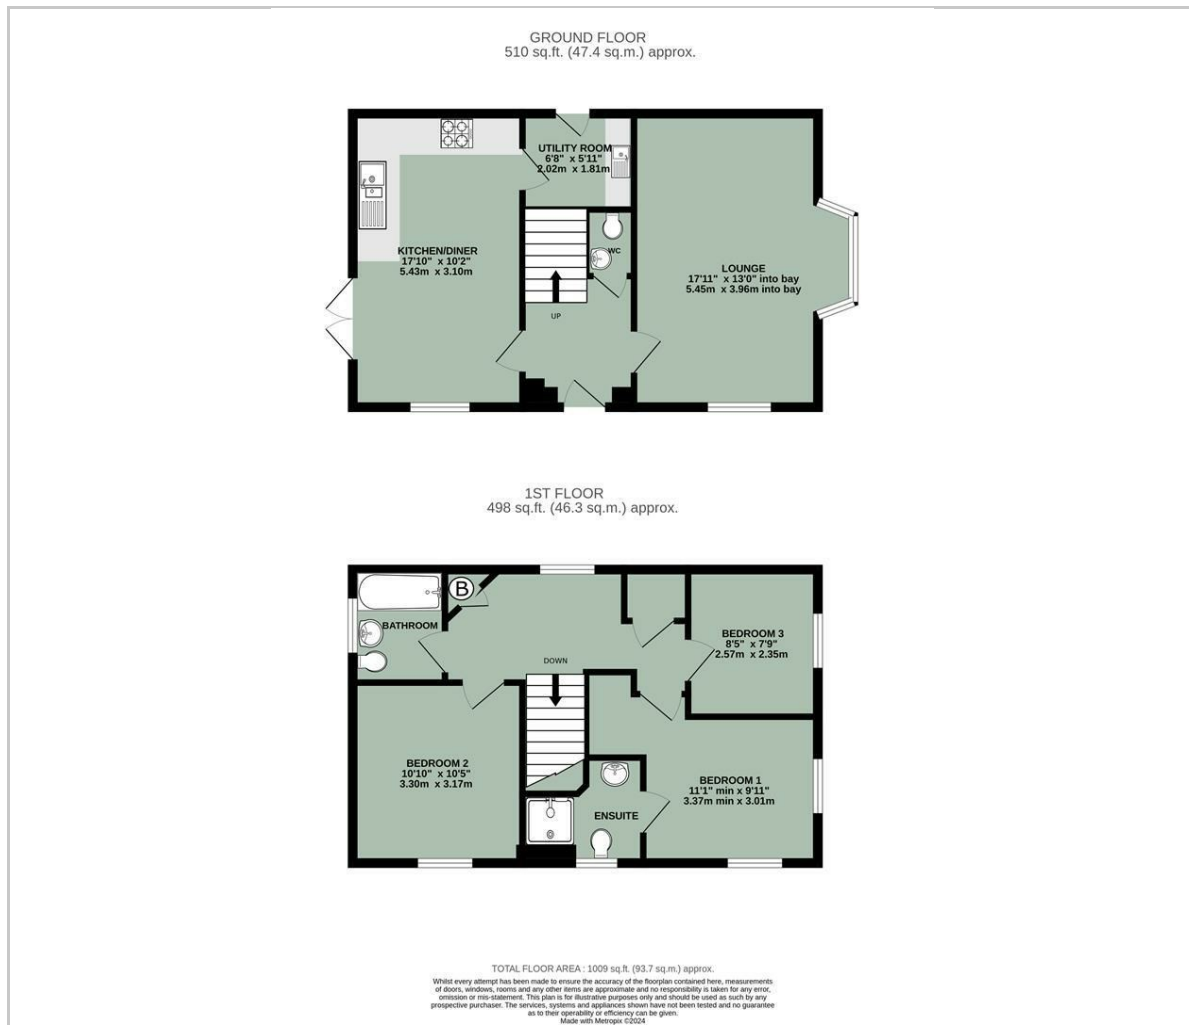 GROUND FLOOR
510 sq.ft. (47.4 sq.m.) approx.
UTILITY ROOM
6'8" x 5'11"
2.02m x 1.81m
KITCHEN/DINER
17'10" x 10'2"
5.43m x 3.10m
WC
LOUNGE
17'11" x 13'0" into bay
5.45m x 3.96m into bay
UP
1ST FLOOR
498 sq.ft. (46.3 sq.m.) approx.
B
BATHROOM
BEDROOM 3
8'5" x 7'9"
2.57m x 2.35m
DOWN
BEDROOM 2
10'10" x 10'5"
3.30m x 3.17m
BEDROOM 1
11'1" min x 9'11"
3.37m min x 3.01m
ENSUITE
TOTAL FLOOR AREA : 1009 sq.ft. (93.7 sq.m.) approx.
Whilst every attempt has been made to ensure the accuracy of the floorplan contained here, measurements
of doors, windows, rooms and any other items are approximate and no responsibility is taken for any error,
omission or mis-statement. This plan is for illustrative purposes only and should be used as such by any
prospective purchaser. The services, systems and appliances shown have not been tested and no guarantee
as to their operability or efficiency can be given.
Made with Metropix ©2024